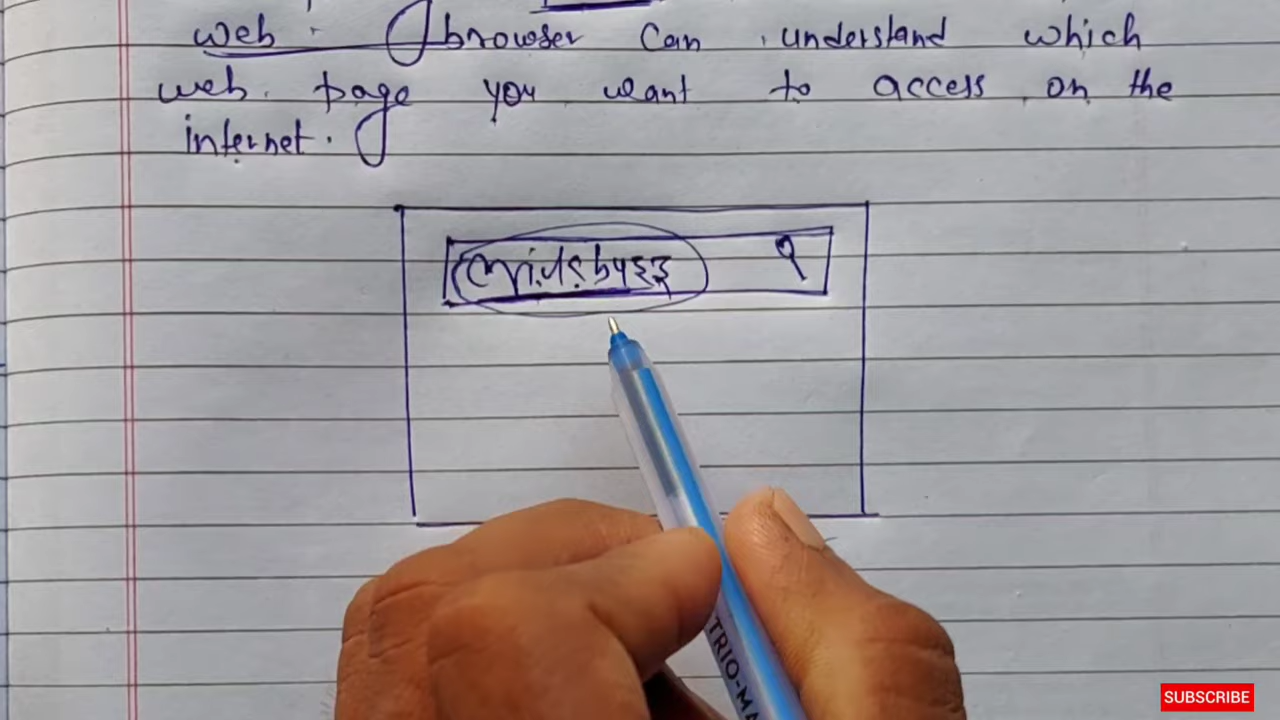 web. browser can understand which
web page you want to access on the
internet.
TRIO-MA
SUBSCRIBE